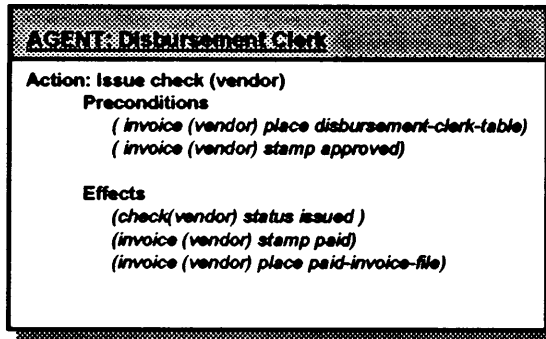 AGENT: Disbursement Clerk
Action: Issue check (vendor)
Preconditions
( invoice (vendor) place disbursement-clerk-table)
( invoice (vendor) stamp approved)
Effects
(check(vendor) status issued )
(invoice (vendor) stamp paid)
(invoice (vendor) place paid-invoice-file)